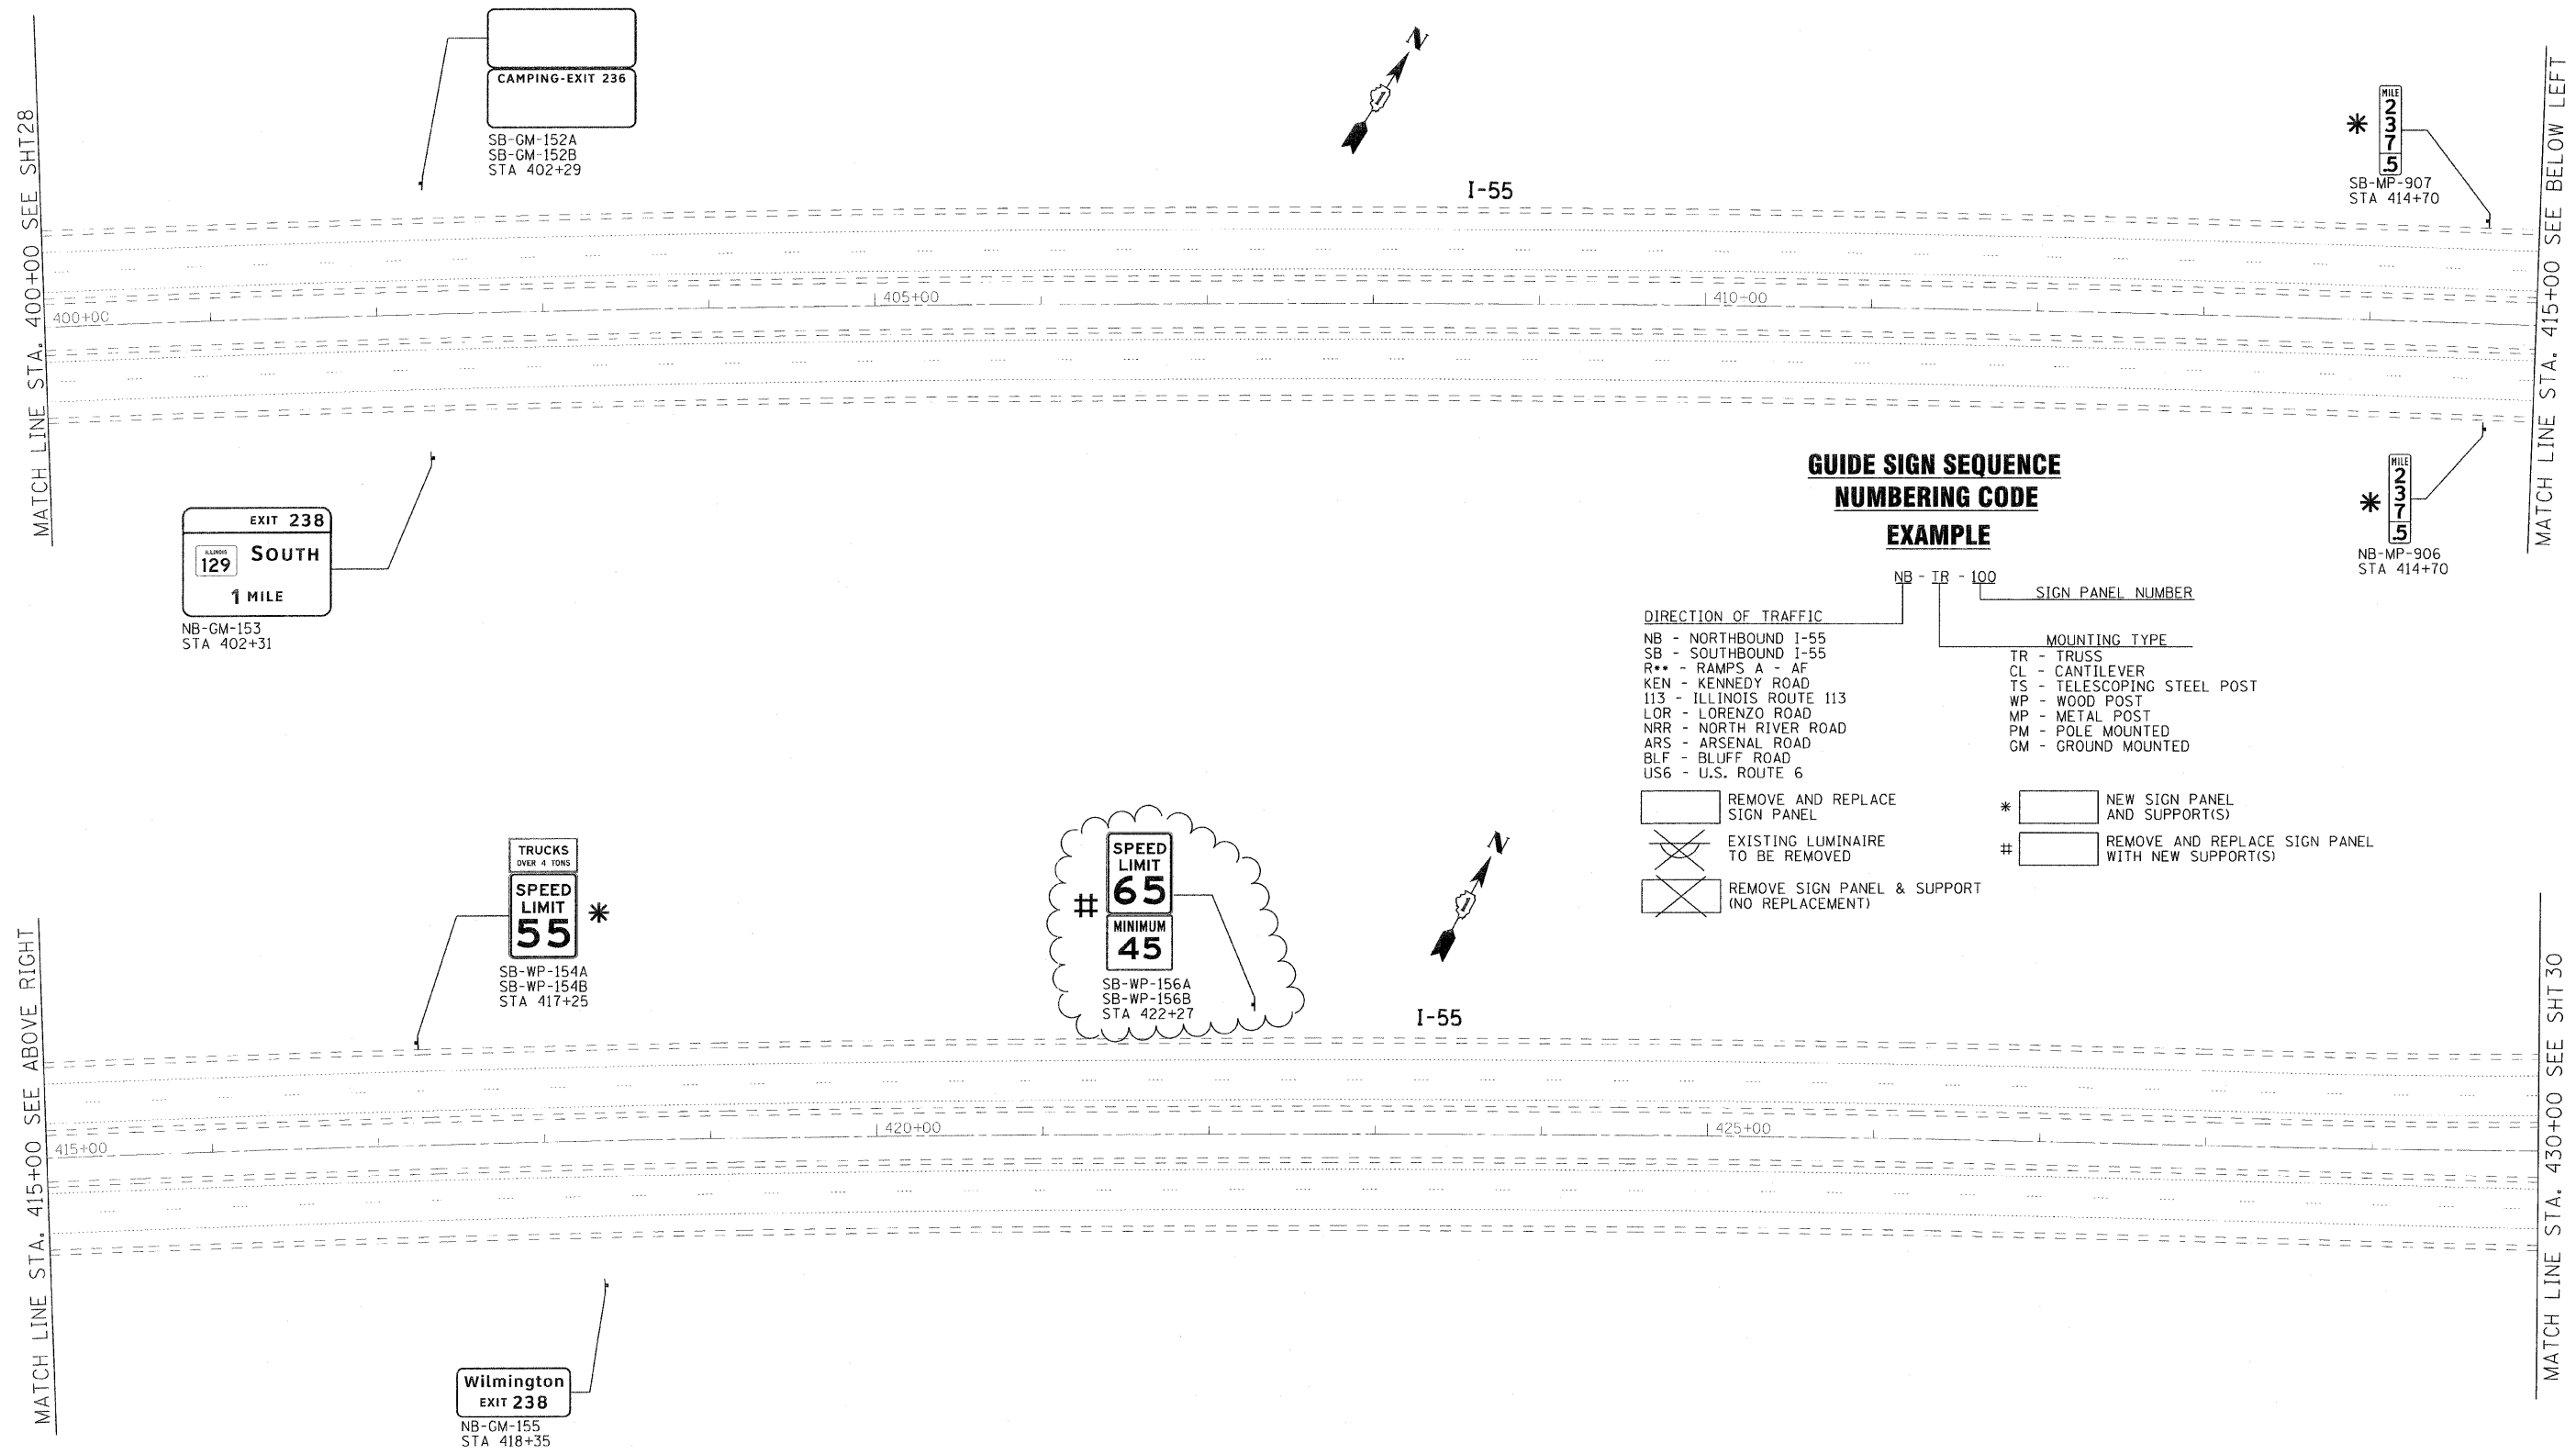 MATCH LINE STA. 400+00 SEE SHT28
CAMPING-EXIT 236
SB-GM-152A
SB-GM-152B
STA 402+29
N
I-55
*
MILE
2
3
7
.5
SB-MP-907
STA 414+70
MATCH LINE STA. 415+00 SEE BELOW LEFT
400+00
405+00
410+00
EXIT 238
ILLINOIS
129
SOUTH
1 MILE
NB-GM-153
STA 402+31
*
MILE
2
3
7
.5
NB-MP-906
STA 414+70
GUIDE SIGN SEQUENCE
NUMBERING CODE
EXAMPLE
NB - TR - 100
SIGN PANEL NUMBER
DIRECTION OF TRAFFIC
NB - NORTHBOUND I-55
SB - SOUTHBOUND I-55
R** - RAMPS A - AF
KEN - KENNEDY ROAD
113 - ILLINOIS ROUTE 113
LOR - LORENZO ROAD
NRR - NORTH RIVER ROAD
ARS - ARSENAL ROAD
BLF - BLUFF ROAD
US6 - U.S. ROUTE 6
MOUNTING TYPE
TR - TRUSS
CL - CANTILEVER
TS - TELESCOPING STEEL POST
WP - WOOD POST
MP - METAL POST
PM - POLE MOUNTED
GM - GROUND MOUNTED
REMOVE AND REPLACE
SIGN PANEL
EXISTING LUMINAIRE
TO BE REMOVED
REMOVE SIGN PANEL & SUPPORT
(NO REPLACEMENT)
*
NEW SIGN PANEL
AND SUPPORT(S)
#
REMOVE AND REPLACE SIGN PANEL
WITH NEW SUPPORT(S)
MATCH LINE STA. 415+00 SEE ABOVE RIGHT
TRUCKS
OVER 4 TONS
SPEED
LIMIT
55
*
SB-WP-154A
SB-WP-154B
STA 417+25
#
SPEED
LIMIT
65
MINIMUM
45
SB-WP-156A
SB-WP-156B
STA 422+27
N
I-55
MATCH LINE STA. 430+00 SEE SHT 30
415+00
420+00
425+00
Wilmington
EXIT 238
NB-GM-155
STA 418+35